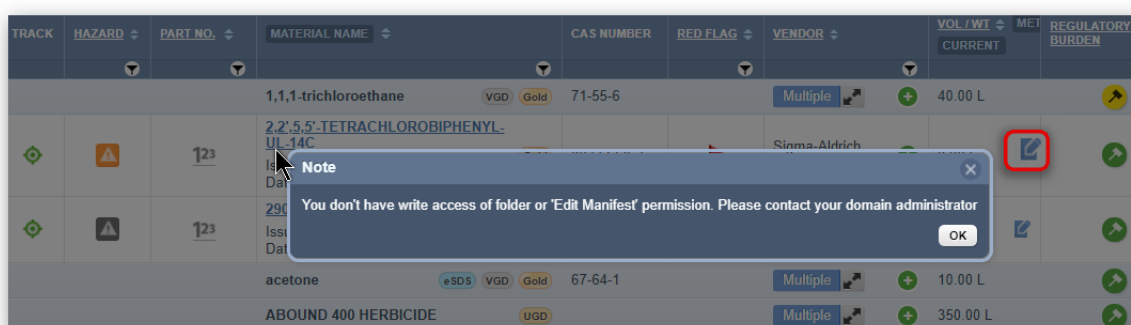 TRACK HAZARD PART NO. MATERIAL NAME CAS NUMBER RED FLAG VENDOR VOL / WT MET REGULATORY
CURRENT BURDEN
1,1,1-trichloroethane VGD Gold 71-55-6 Multiple 40.00 L
2,2',5,5'-TETRACHLOROBIPHENYL-
UL-14C
123 Sigma-Aldrich
Note
You don't have write access of folder or 'Edit Manifest' permission. Please contact your domain administrator
OK
123
acetone eSDS VGD Gold 67-64-1 Multiple 10.00 L
ABOUND 400 HERBICIDE UGD Multiple 350.00 L